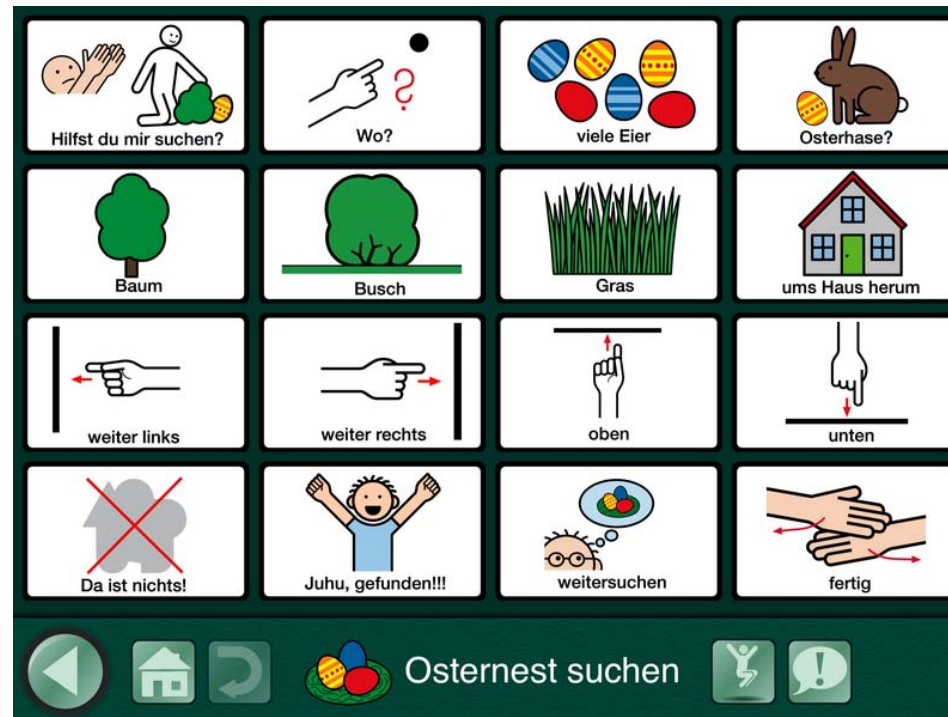 Hilfst du mir suchen?
Wo?
viele Eier
Osterhase?
Baum
Busch
Gras
ums Haus herum
weiter links
weiter rechts
oben
unten
Da ist nichts!
Juhu, gefunden!!!
weitersuchen
fertig
Osternest suchen